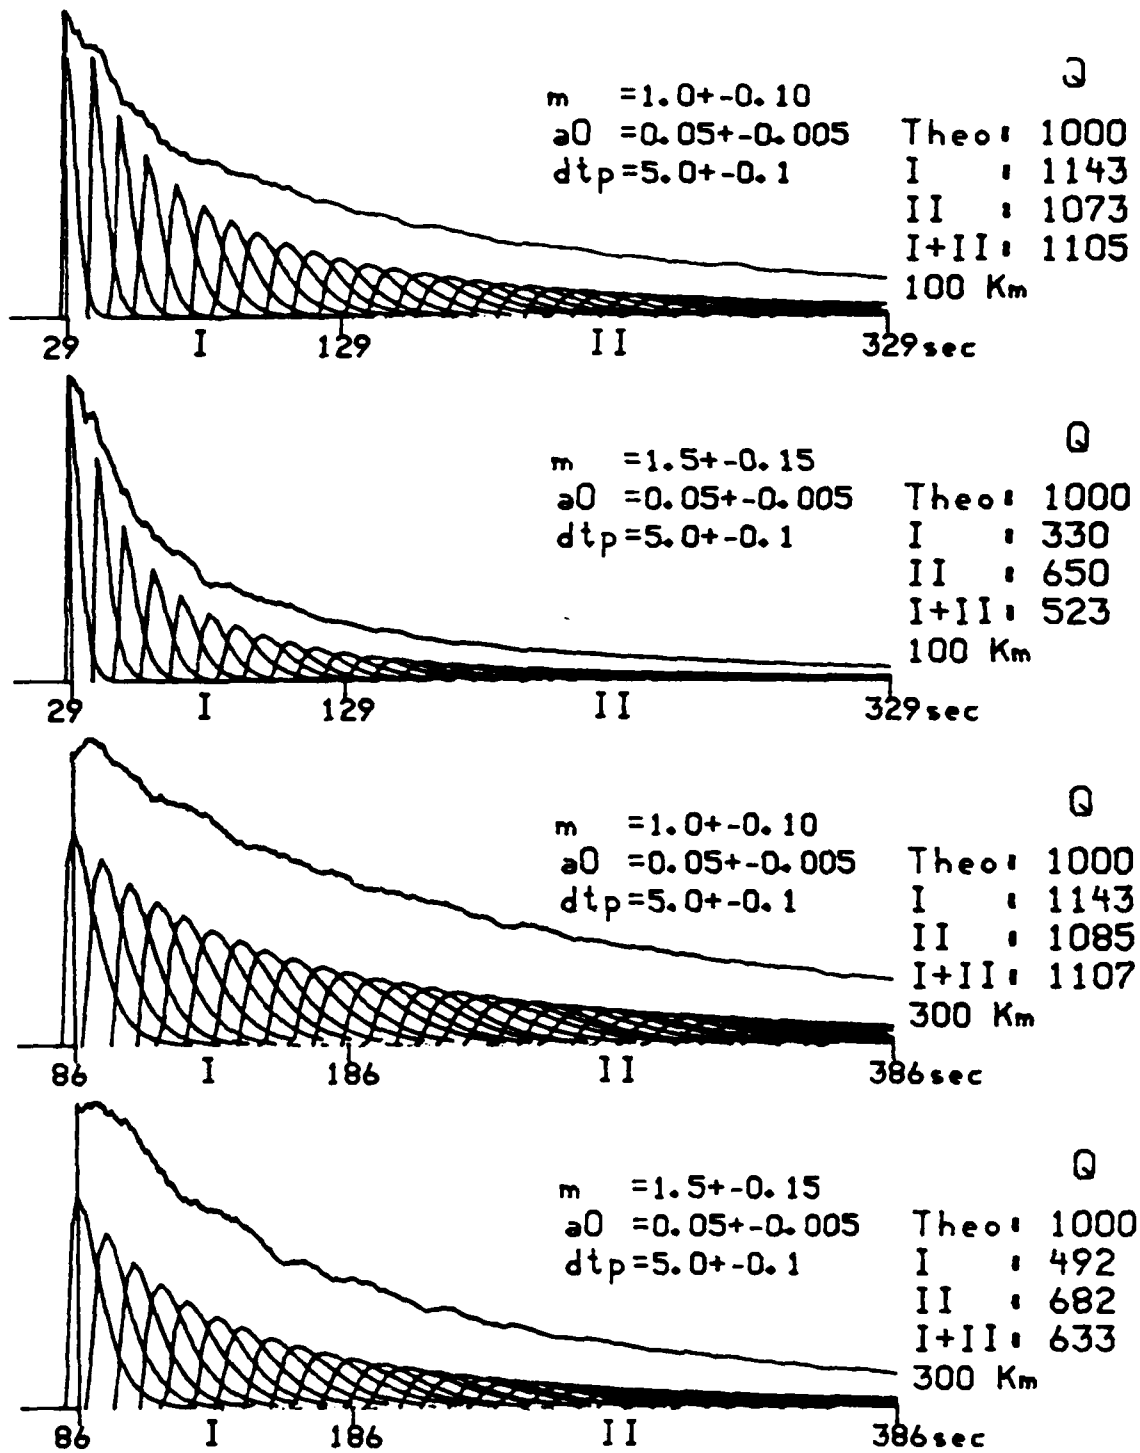 Q
m =1.0+-0.10
a0 =0.05+-0.005
dtp=5.0+-0.1
Theo: 1000
I : 1143
II : 1073
I+II: 1105
100 Km
29 I 129 II 329sec
Q
m =1.5+-0.15
a0 =0.05+-0.005
dtp=5.0+-0.1
Theo: 1000
I : 330
II : 650
I+II: 523
100 Km
29 I 129 II 329sec
Q
m =1.0+-0.10
a0 =0.05+-0.005
dtp=5.0+-0.1
Theo: 1000
I : 1143
II : 1085
I+II: 1107
300 Km
86 I 186 II 386sec
Q
m =1.5+-0.15
a0 =0.05+-0.005
dtp=5.0+-0.1
Theo: 1000
I : 492
II : 682
I+II: 633
300 Km
86 I 186 II 386sec